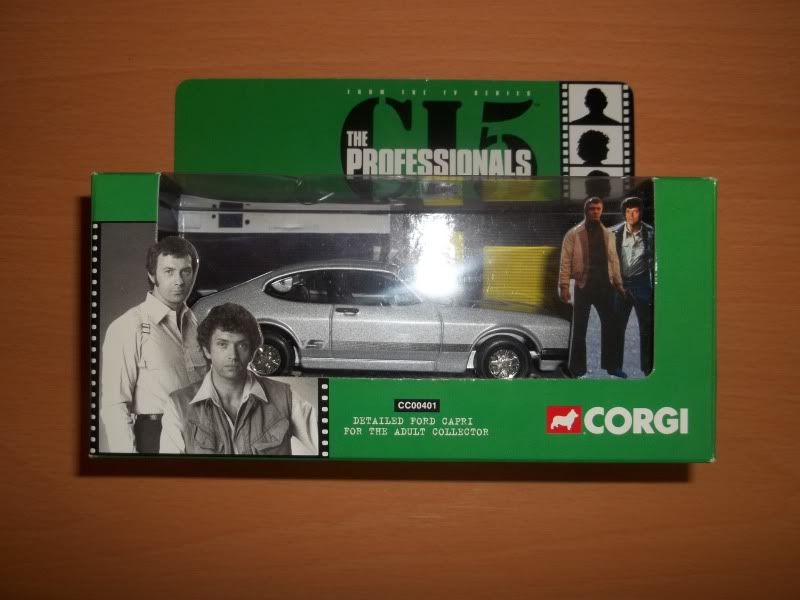 FROM THE TV SERIES
CI5
THE
PROFESSIONALS
CC00401
DETAILED FORD CAPRI
FOR THE ADULT COLLECTOR
CORGI